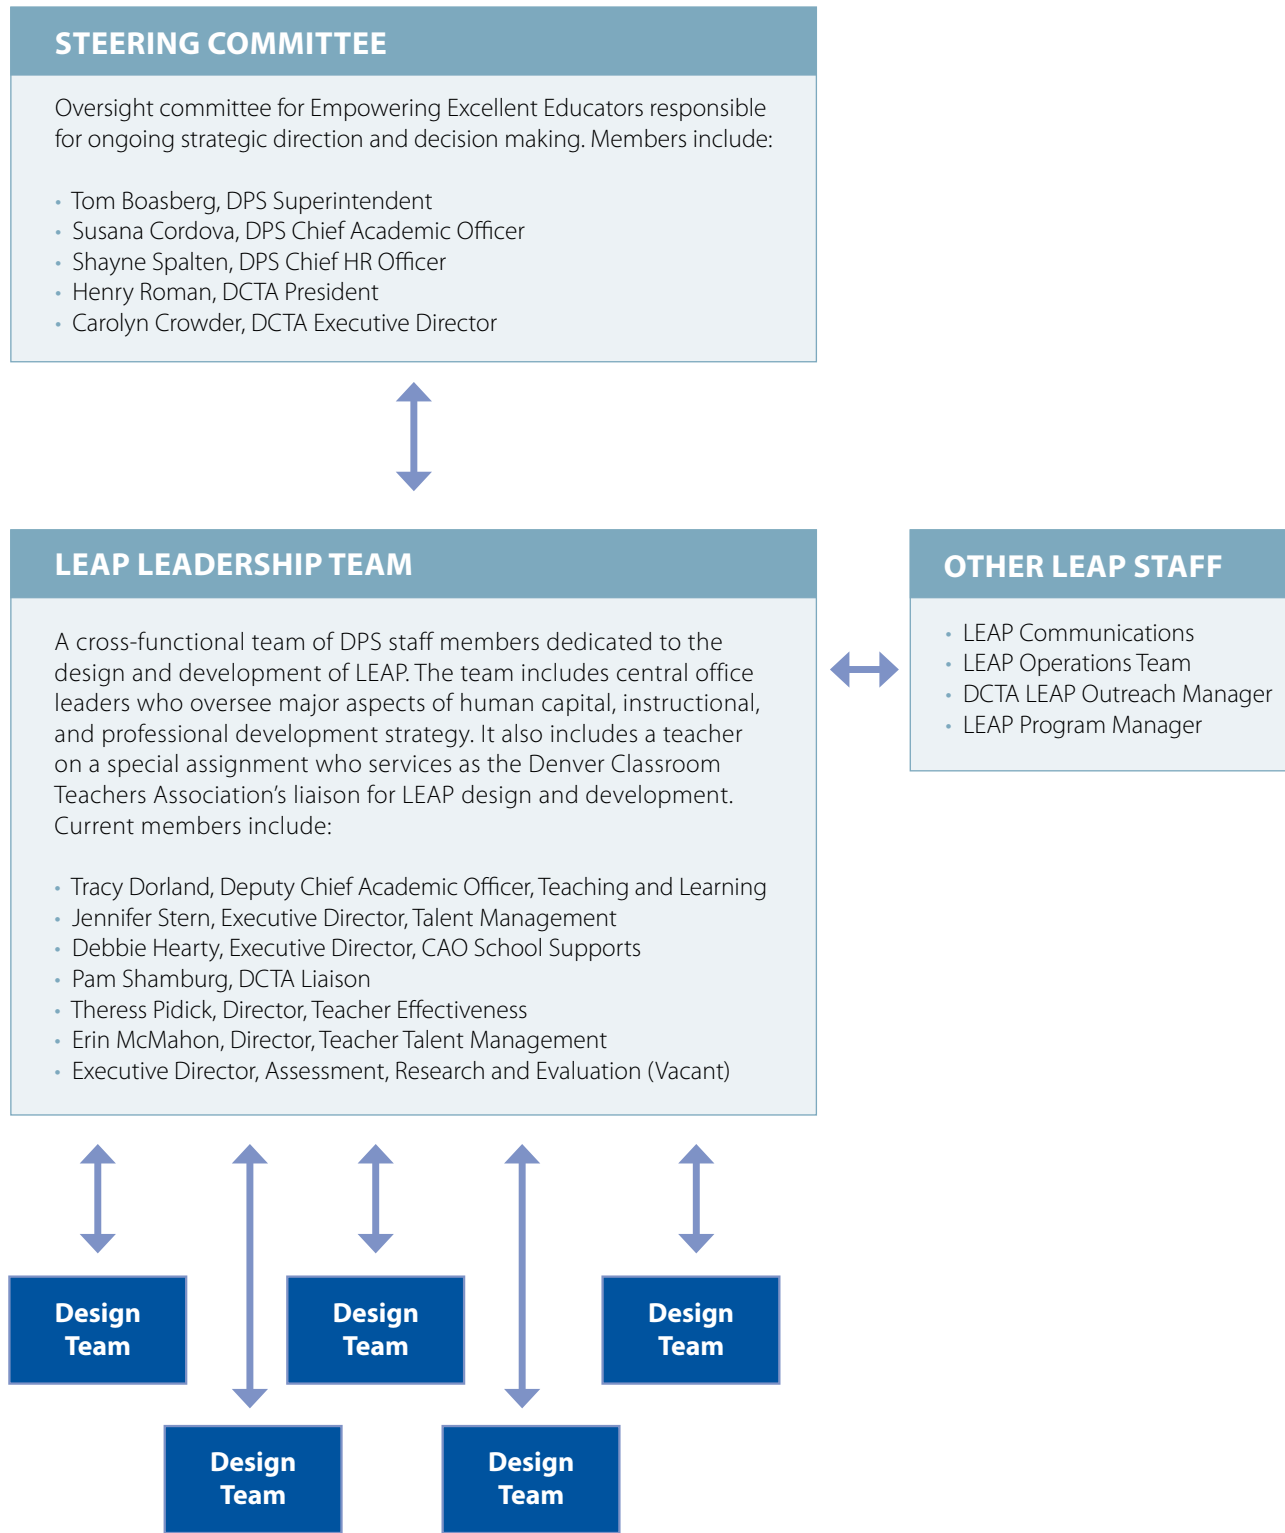 STEERING COMMITTEE
Oversight committee for Empowering Excellent Educators responsible
for ongoing strategic direction and decision making. Members include:
• Tom Boasberg, DPS Superintendent
• Susana Cordova, DPS Chief Academic Officer
• Shayne Spalten, DPS Chief HR Officer
• Henry Roman, DCTA President
• Carolyn Crowder, DCTA Executive Director
LEAP LEADERSHIP TEAM
A cross-functional team of DPS staff members dedicated to the
design and development of LEAP. The team includes central office
leaders who oversee major aspects of human capital, instructional,
and professional development strategy. It also includes a teacher
on a special assignment who services as the Denver Classroom
Teachers Association's liaison for LEAP design and development.
Current members include:
• Tracy Dorland, Deputy Chief Academic Officer, Teaching and Learning
• Jennifer Stern, Executive Director, Talent Management
• Debbie Hearty, Executive Director, CAO School Supports
• Pam Shamburg, DCTA Liaison
• Theress Pidick, Director, Teacher Effectiveness
• Erin McMahon, Director, Teacher Talent Management
• Executive Director, Assessment, Research and Evaluation (Vacant)
OTHER LEAP STAFF
• LEAP Communications
• LEAP Operations Team
• DCTA LEAP Outreach Manager
• LEAP Program Manager
Design
Team
Design
Team
Design
Team
Design
Team
Design
Team